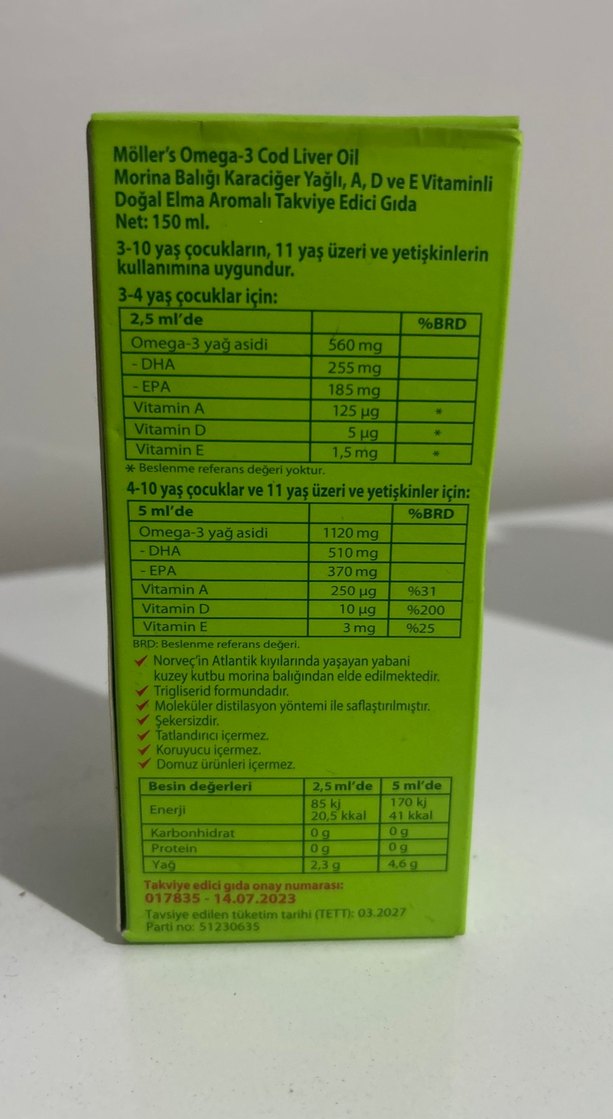 Möller's Omega-3 Cod Liver Oil
Morina Balığı Karaciğer Yağlı, A, D ve E Vitaminli
Doğal Elma Aromalı Takviye Edici Gıda
Net: 150 ml.
3-10 yaş çocukların, 11 yaş üzeri ve yetişkinlerin
kullanımına uygundur.
3-4 yaş çocuklar için:
2,5 ml'de %BRD
Omega-3 yağ asidi 560 mg
- DHA 255 mg
- EPA 185 mg
Vitamin A 125 µg *
Vitamin D 5 µg *
Vitamin E 1,5 mg *
* Beslenme referans değeri yoktur.
4-10 yaş çocuklar ve 11 yaş üzeri ve yetişkinler için:
5 ml'de %BRD
Omega-3 yağ asidi 1120 mg
- DHA 510 mg
- EPA 370 mg
Vitamin A 250 µg %31
Vitamin D 10 µg %200
Vitamin E 3 mg %25
BRD: Beslenme referans değeri.
✓ Norveç'in Atlantik kıyılarında yaşayan yabani
kuzey kutbu morina balığından elde edilmektedir.
✓ Trigliserid formundadır.
✓ Moleküler distilasyon yöntemi ile saflaştırılmıştır.
✓ Şekersizdir.
✓ Tatlandırıcı içermez.
✓ Koruyucu içermez.
✓ Domuz ürünleri içermez.
Besin değerleri 2,5 ml'de 5 ml'de
Enerji 85 kj 170 kj
20,5 kkal 41 kkal
Karbonhidrat 0 g 0 g
Protein 0 g 0 g
Yağ 2,3 g 4,6 g
Takviye edici gıda onay numarası:
017835 - 14.07.2023
Tavsiye edilen tüketim tarihi (TETT): 03.2027
Parti no: 51230635